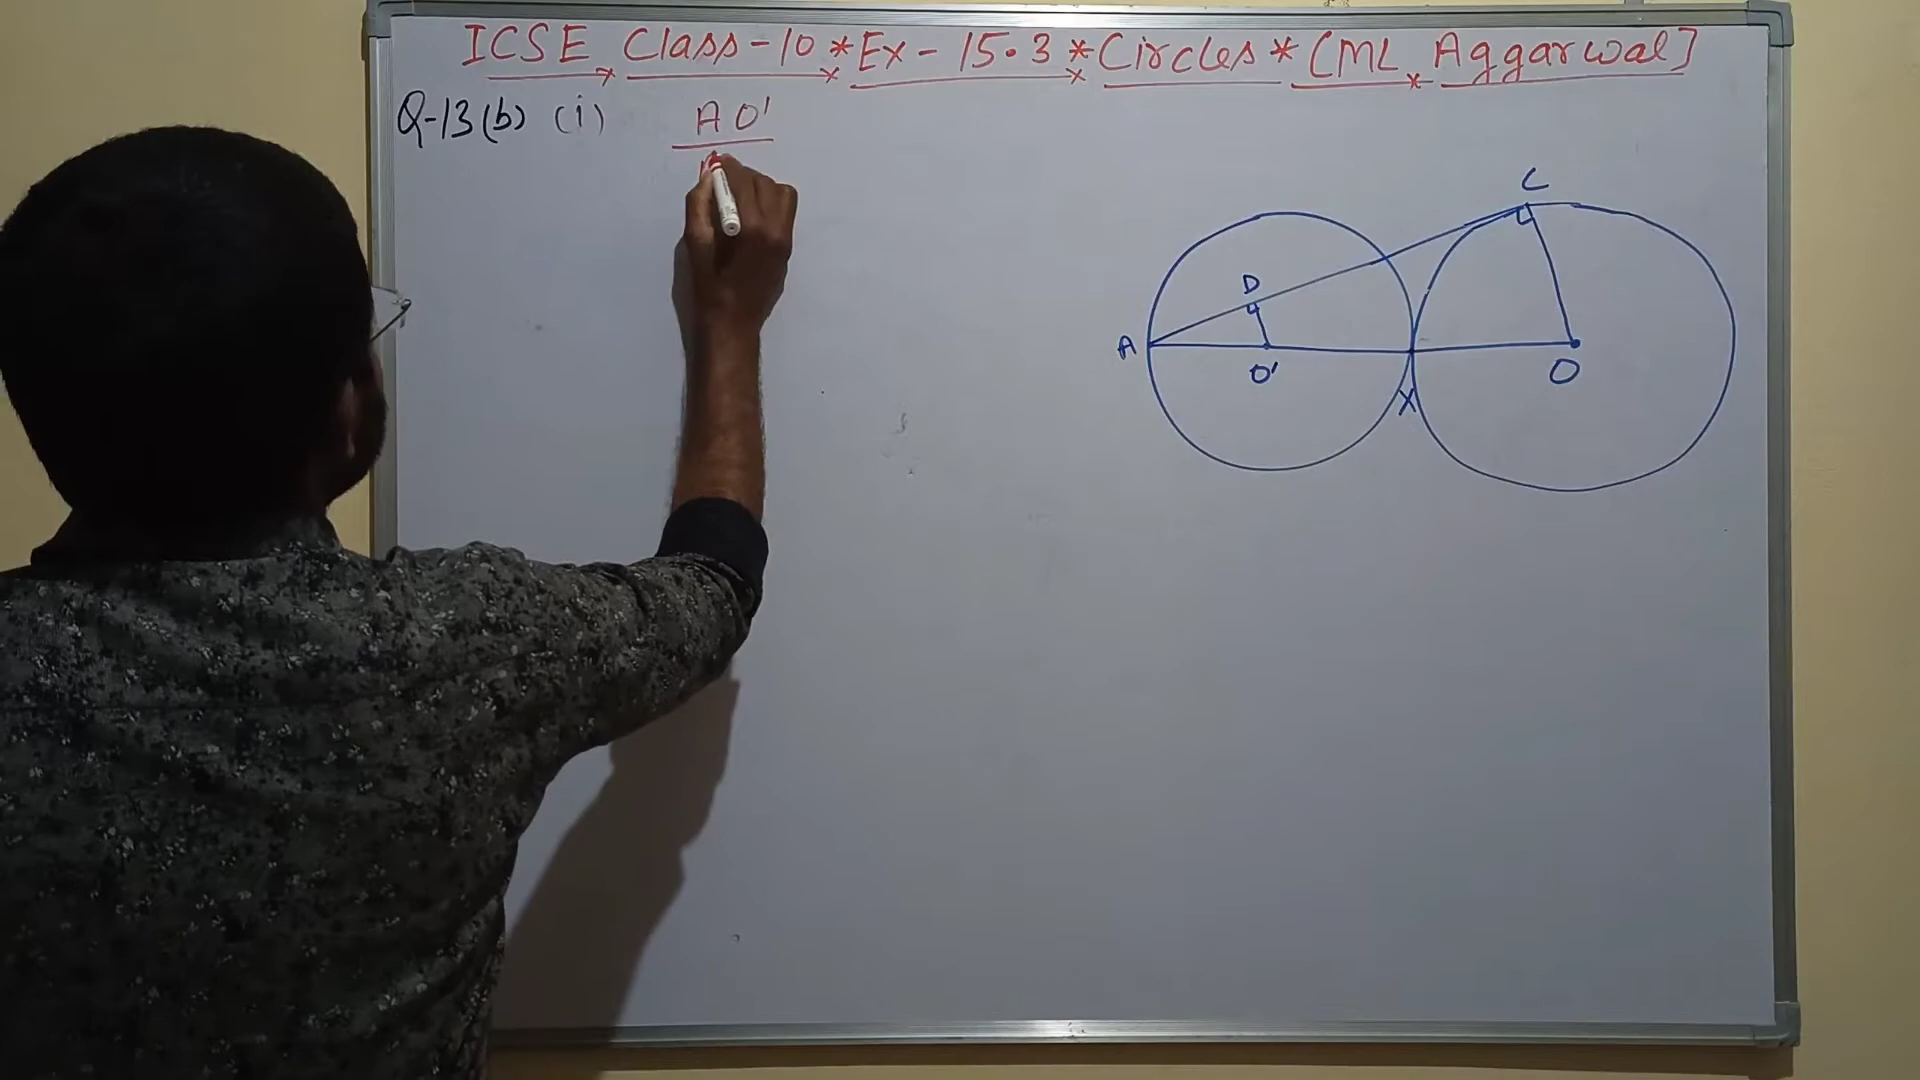 ICSE Class-10 * Ex-15.3 * Circles * [ML Aggarwal]
Q-13(b) (i) AO'
C
D
A
O'
O
X